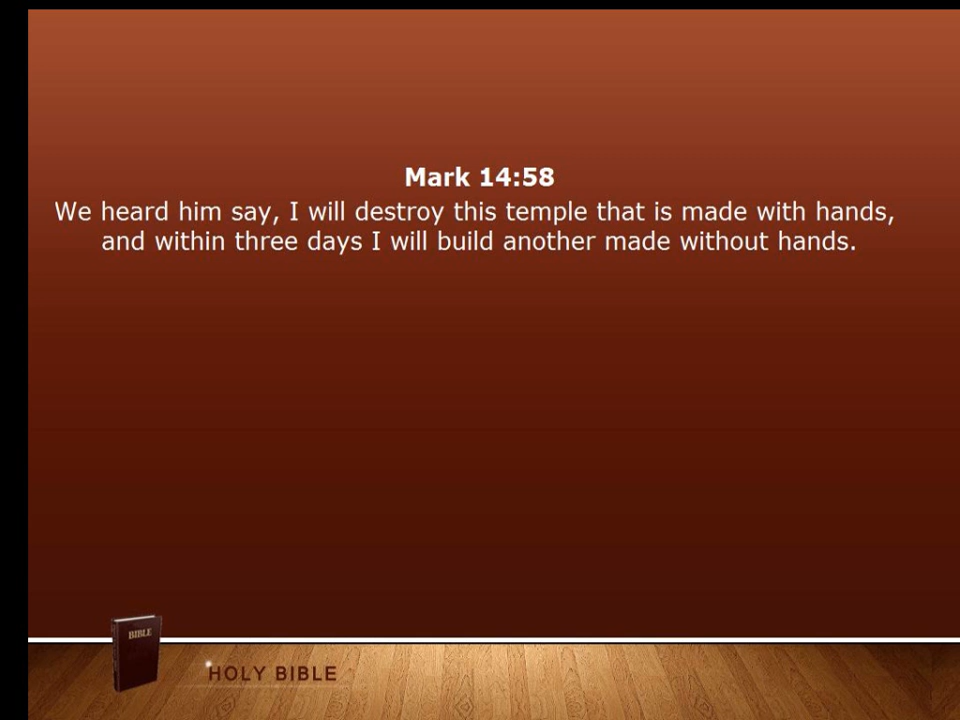 Mark 14:58
We heard him say, I will destroy this temple that is made with hands,
and within three days I will build another made without hands.
BIBLE
HOLY BIBLE